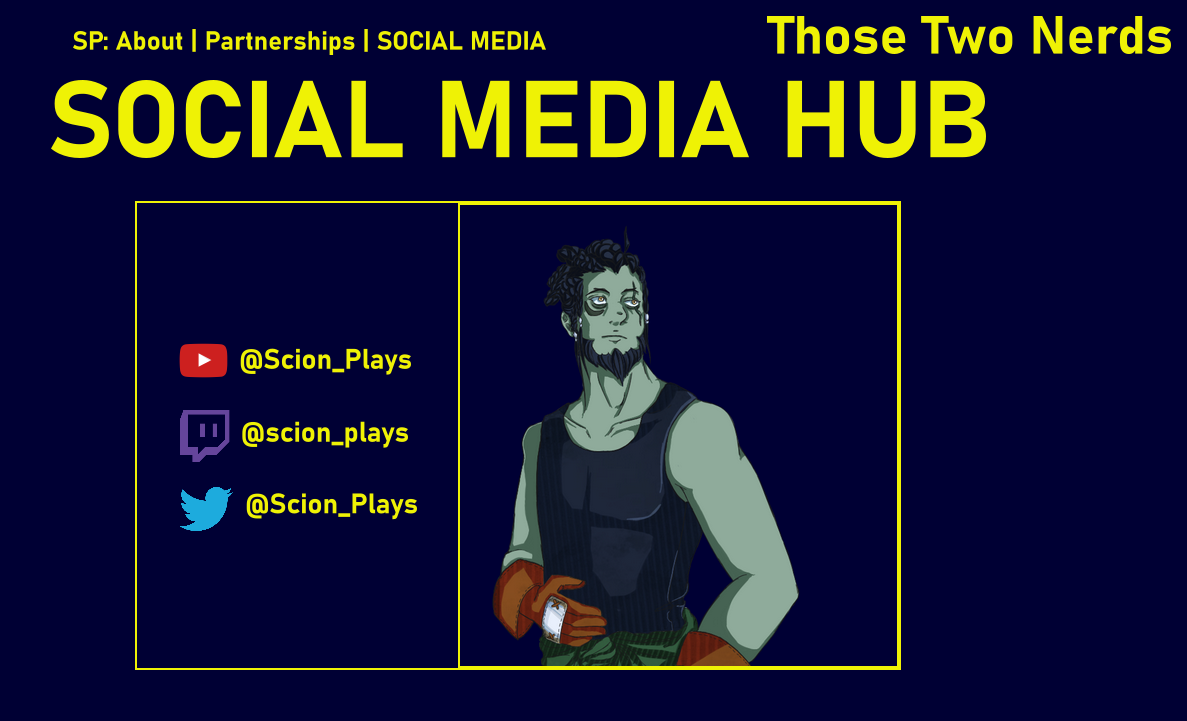 SP: About | Partnerships | SOCIAL MEDIA
Those Two Nerds
SOCIAL MEDIA HUB
@Scion_Plays
@scion_plays
@Scion_Plays